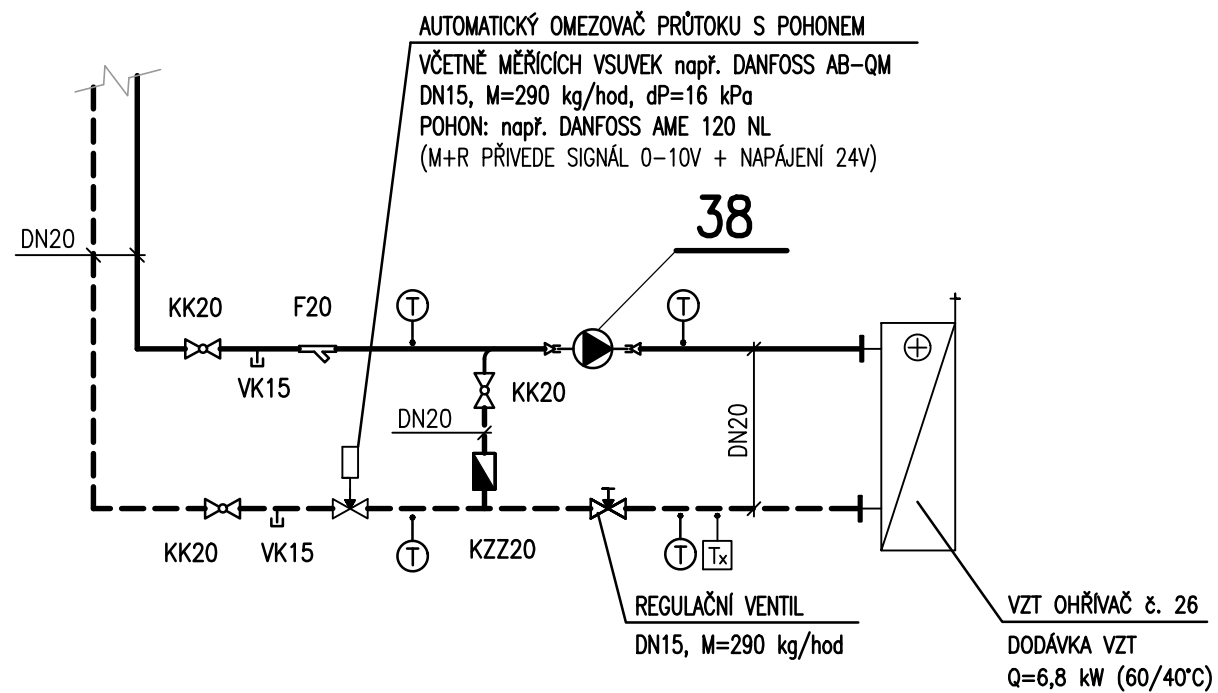 AUTOMATICKÝ OMEZOVAČ PRŮTOKU S POHONEM
VČETNĚ MĚŘÍCÍCH VSUVEK např. DANFOSS AB-QM
DN15, M=290 kg/hod, dP=16 kPa
POHON: např. DANFOSS AME 120 NL
(M+R PŘIVEDE SIGNÁL 0-10V + NAPÁJENÍ 24V)
38
DN20
KK20
F20
T
T
VK15
KK20
DN20
DN20
KK20
VK15
T
KZZ20
T
Tx
REGULAČNÍ VENTIL
DN15, M=290 kg/hod
VZT OHŘÍVAČ č. 26
DODÁVKA VZT
Q=6,8 kW (60/40°C)